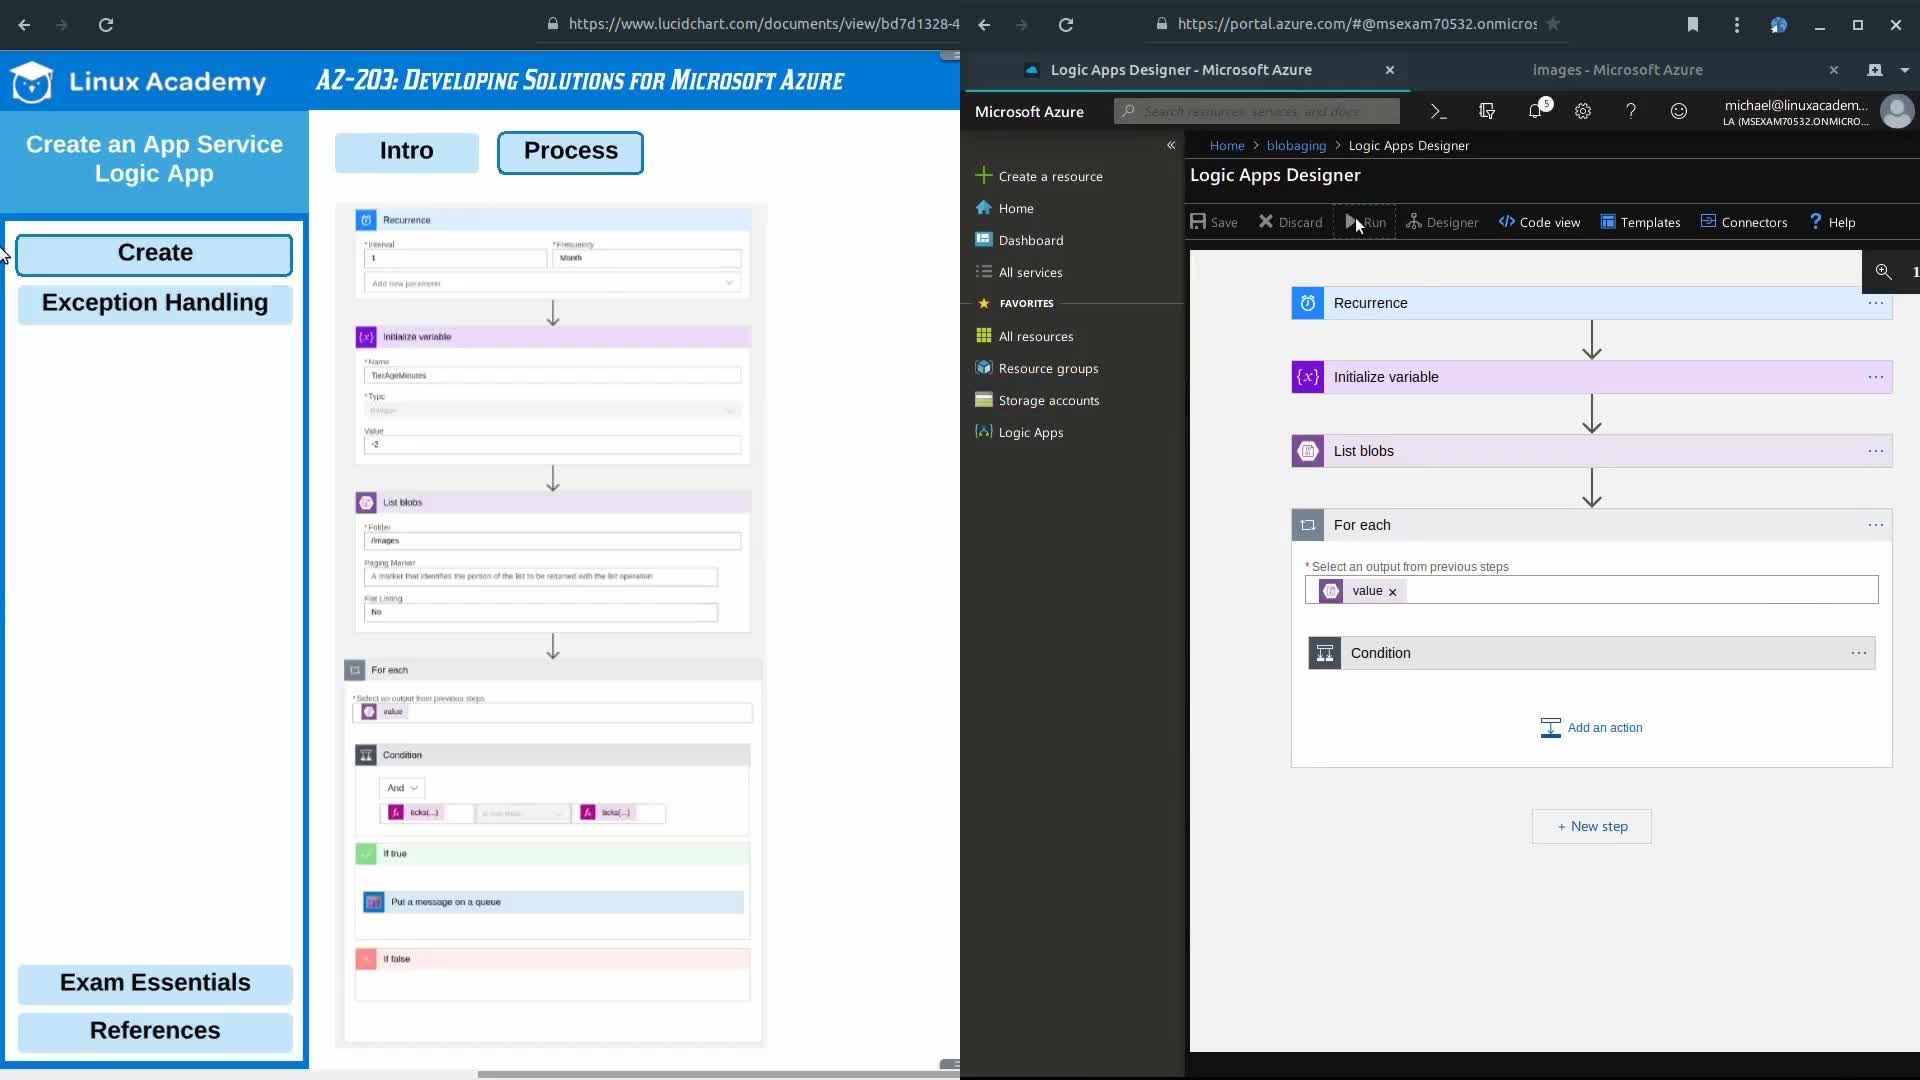 https://www.lucidchart.com/documents/view/bd7d1328-4
Linux Academy
AZ-203: Developing Solutions for Microsoft Azure
Create an App Service
Logic App
Create
Exception Handling
Exam Essentials
References
Intro
Process
Recurrence
* Interval
* Frequency
1
Month
Add new parameter
Initialize variable
* Name
TierAgeMinutes
* Type
Integer
Value
-2
List blobs
* Folder
/images
Paging Marker
A marker that identifies the portion of the list to be returned with the list operation
Flat Listing
No
For each
* Select an output from previous steps
value
Condition
And
ticks(...)
is less than
ticks(...)
If true
Put a message on a queue
If false
https://portal.azure.com/#@msexam70532.onmicros
Logic Apps Designer - Microsoft Azure
images - Microsoft Azure
Microsoft Azure
Search resources, services, and docs
5
michael@linuxacadem...
LA (MSEXAM70532.ONMICRO...
Create a resource
Home
Dashboard
All services
FAVORITES
All resources
Resource groups
Storage accounts
Logic Apps
Home > blobaging > Logic Apps Designer
Logic Apps Designer
Save
Discard
Run
Designer
Code view
Templates
Connectors
Help
1
Recurrence
Initialize variable
List blobs
For each
* Select an output from previous steps
value
Condition
Add an action
+ New step